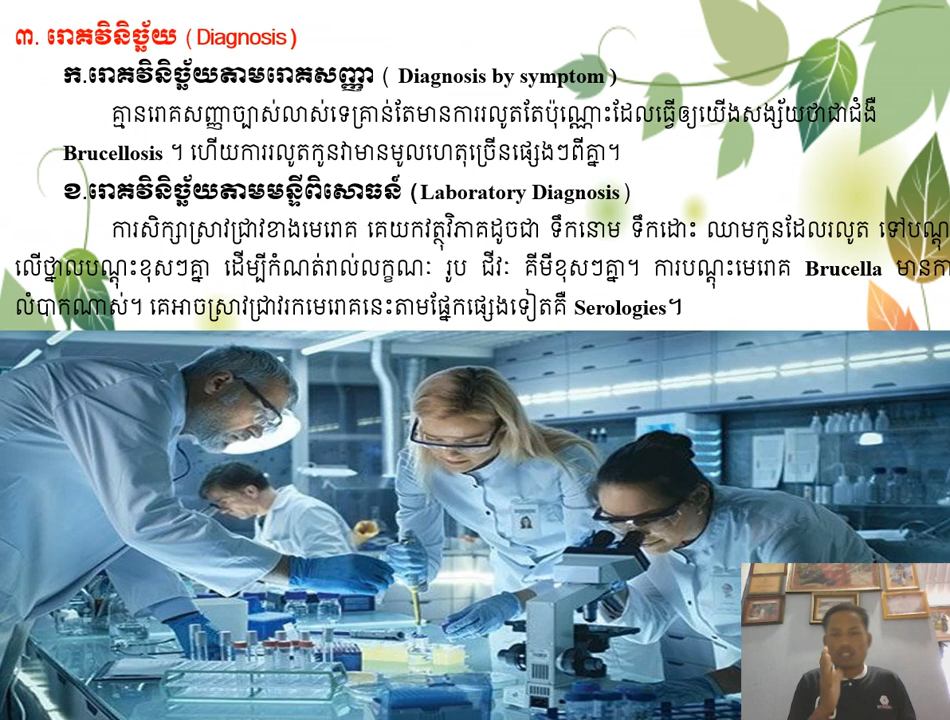 ៣. រោគវិនិច្ឆ័យ (Diagnosis)
ក.រោគវិនិច្ឆ័យតាមរោគសញ្ញា ( Diagnosis by symptom )
គ្មានរោគសញ្ញាច្បាស់លាស់ទេគ្រាន់តែមានការរលូតតែប៉ុណ្ណោះដែលធ្វើឲ្យយើងសង្ស័យថាជាជំងឺ
Brucellosis ។ ហើយការរលូតកូនវាមានមូលហេតុច្រើនផ្សេងៗពីគ្នា។
ខ.រោគវិនិច្ឆ័យតាមមន្ទីពិសោធន៍ (Laboratory Diagnosis)
ការសិក្សាស្រាវជ្រាវខាងមេរោគ គេយកវត្ថុវិភាគដូចជា ទឹកនោម ទឹកដោះ ឈាមកូនដែលរលូត ទៅបណ្ដ
លើថ្នាលបណ្តុះខុសៗគ្នា ដើម្បីកំណត់រាល់លក្ខណៈ រូប ជីវៈ គីមីខុសៗគ្នា។ ការបណ្តុះមេរោគ Brucella មានកា
លំបាកណាស់។ គេអាចស្រាវជ្រាវរកមេរោគនេះតាមផ្នែកផ្សេងទៀតគឺ Serologies។